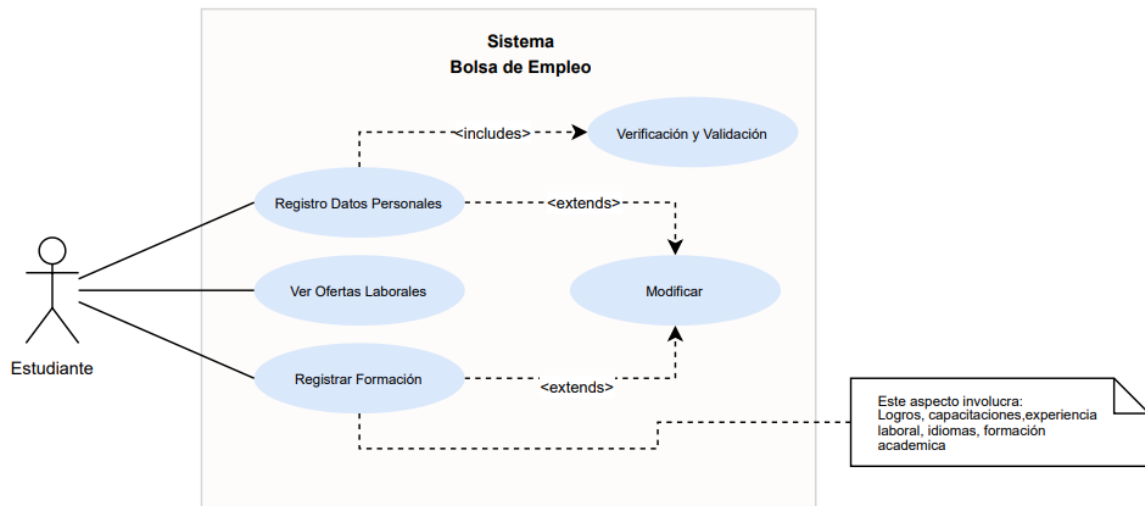 Sistema
Bolsa de Empleo
<includes>
Verificación y Validación
Registro Datos Personales
<extends>
Ver Ofertas Laborales
Modificar
Estudiante
Registrar Formación
<extends>
Este aspecto involucra:
Logros, capacitaciones,experiencia
laboral, idiomas, formación
academica